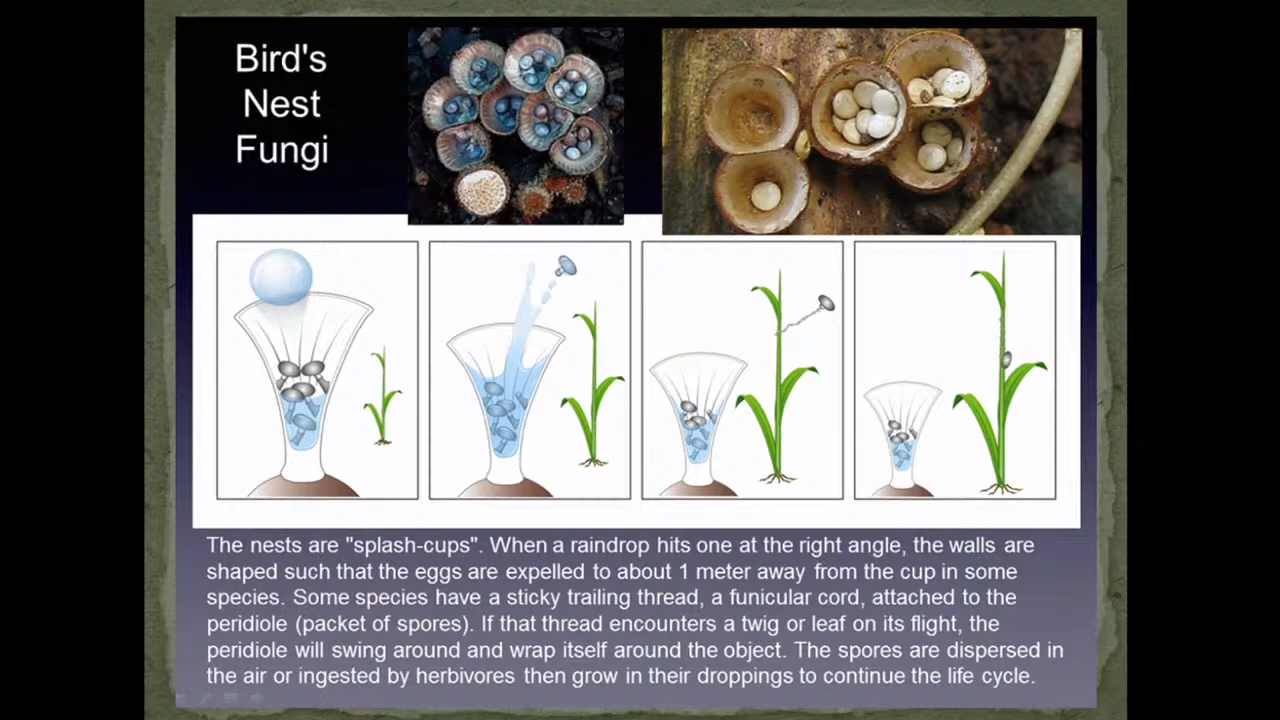 Bird's
Nest
Fungi
The nests are "splash-cups". When a raindrop hits one at the right angle, the walls are
shaped such that the eggs are expelled to about 1 meter away from the cup in some
species. Some species have a sticky trailing thread, a funicular cord, attached to the
peridiole (packet of spores). If that thread encounters a twig or leaf on its flight, the
peridiole will swing around and wrap itself around the object. The spores are dispersed in
the air or ingested by herbivores then grow in their droppings to continue the life cycle.